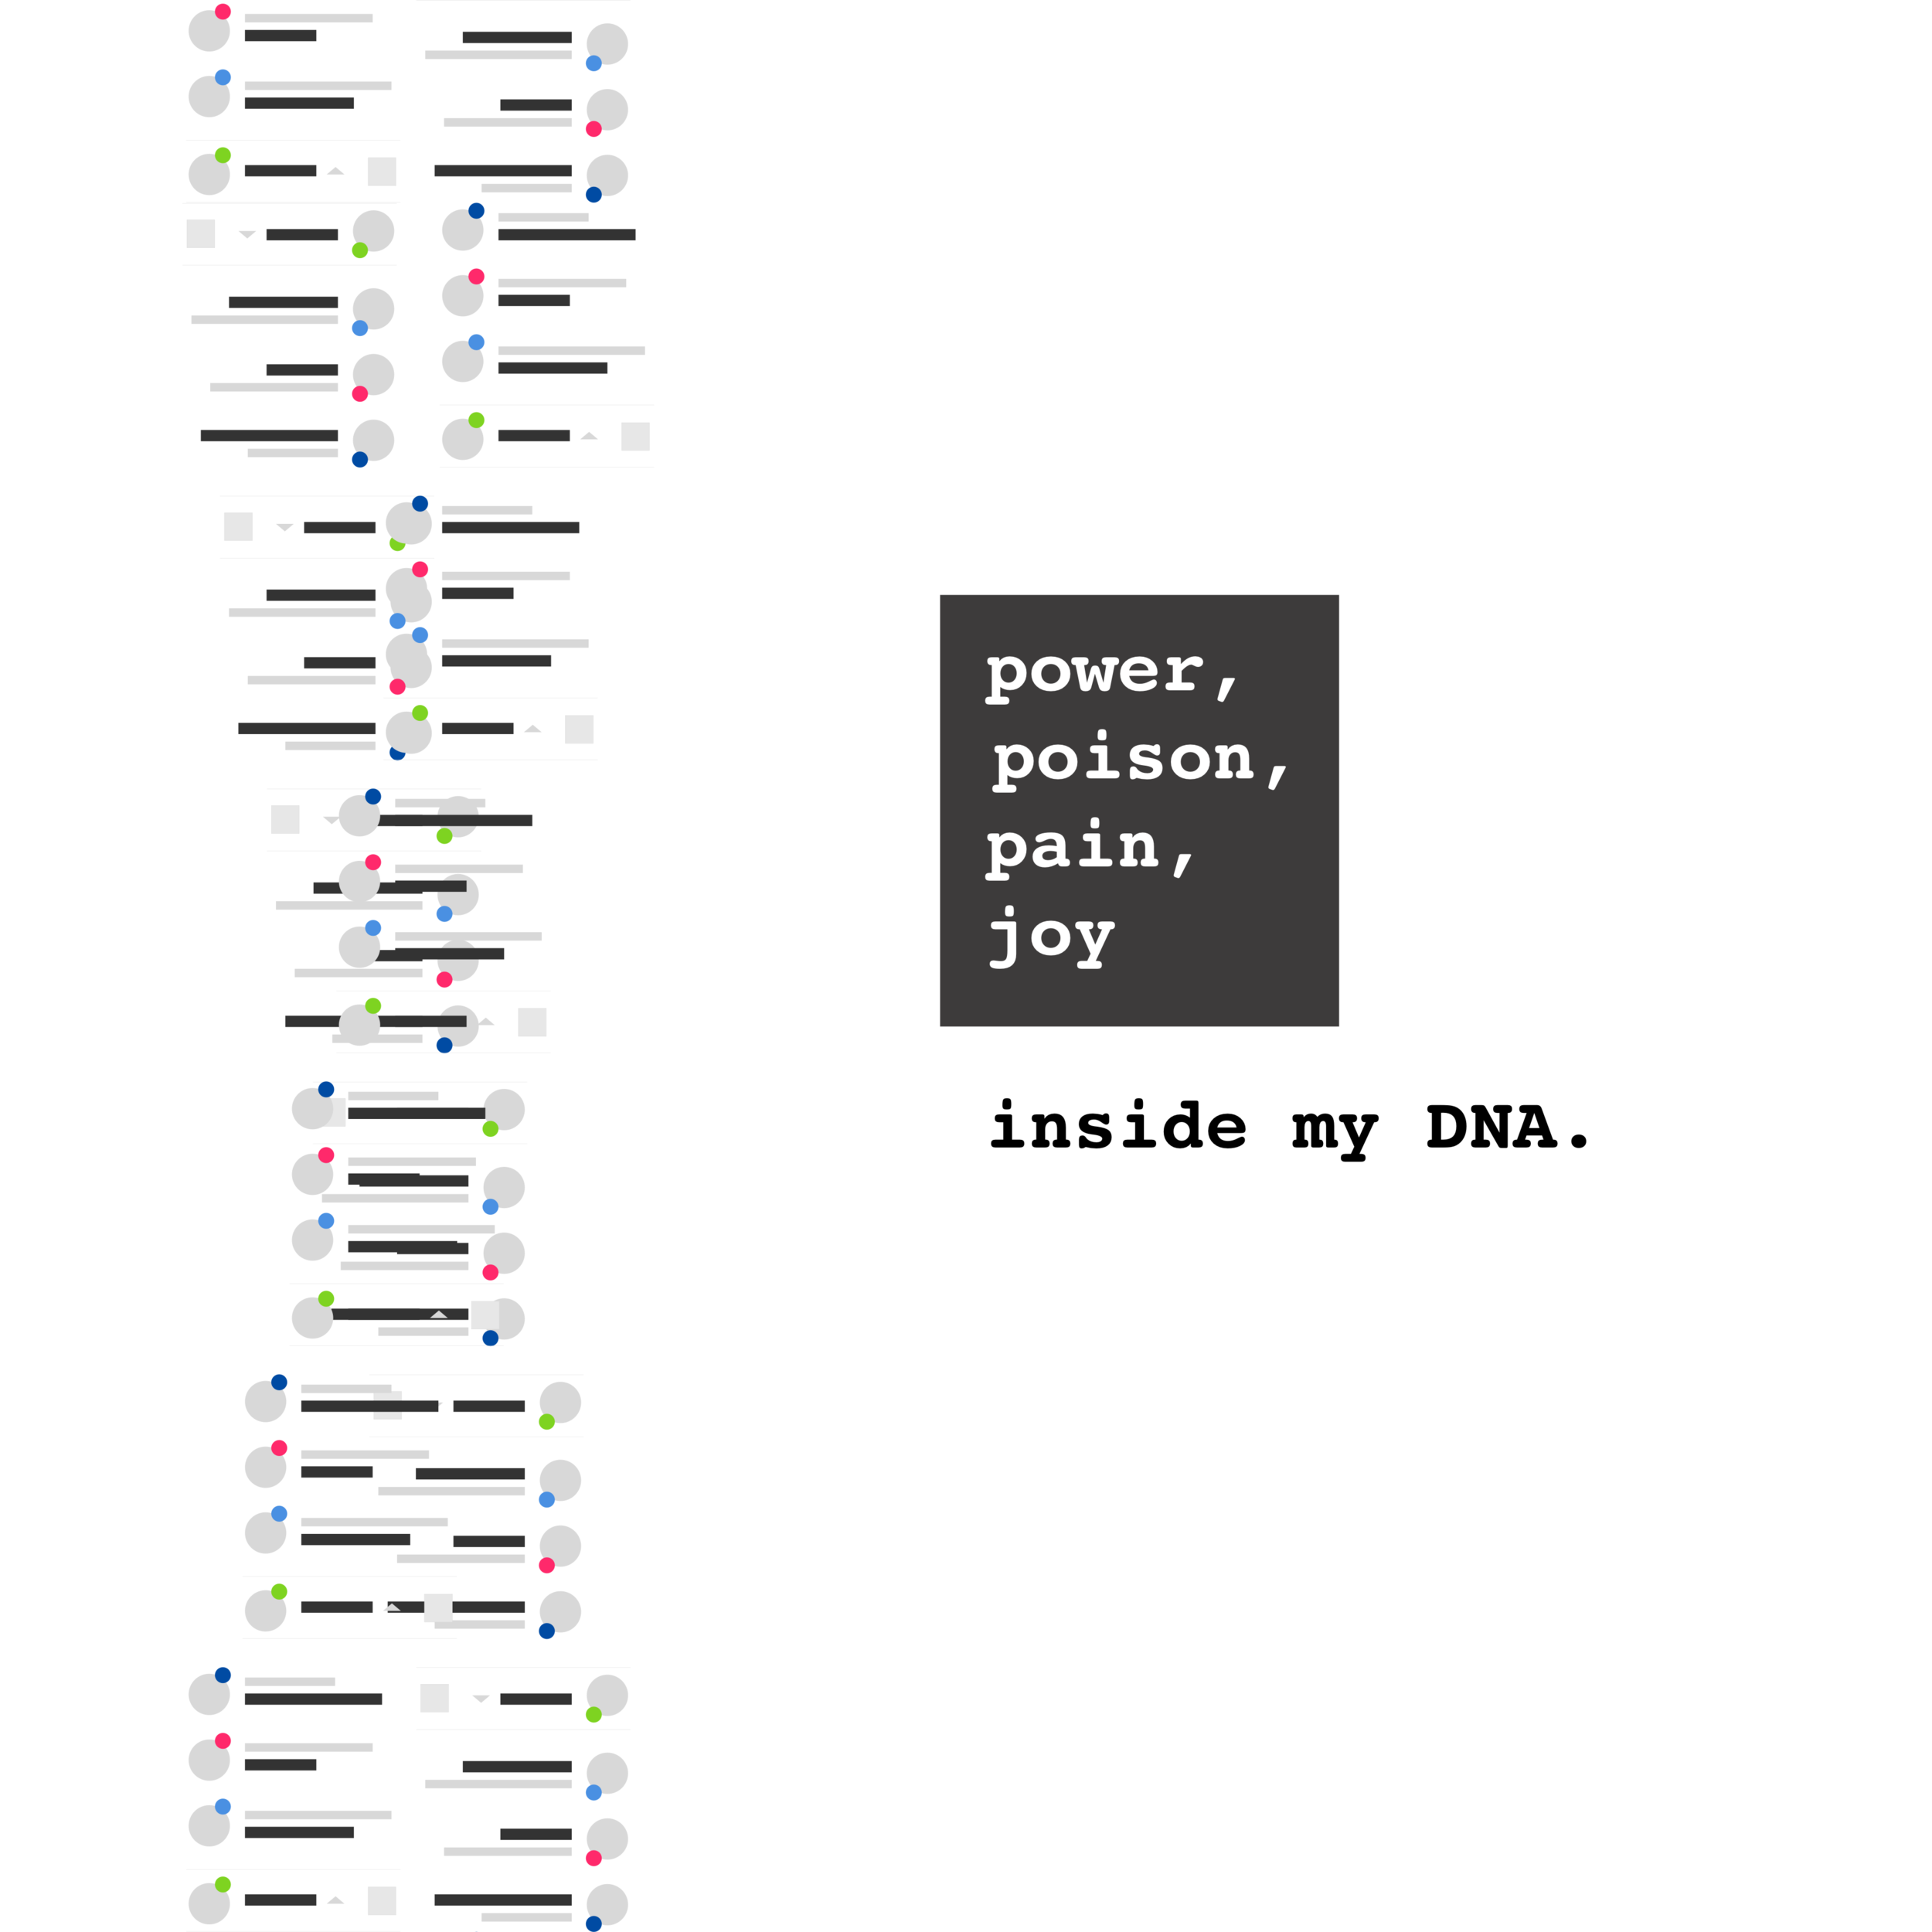 power,
poison,
pain,
joy
inside my DNA.